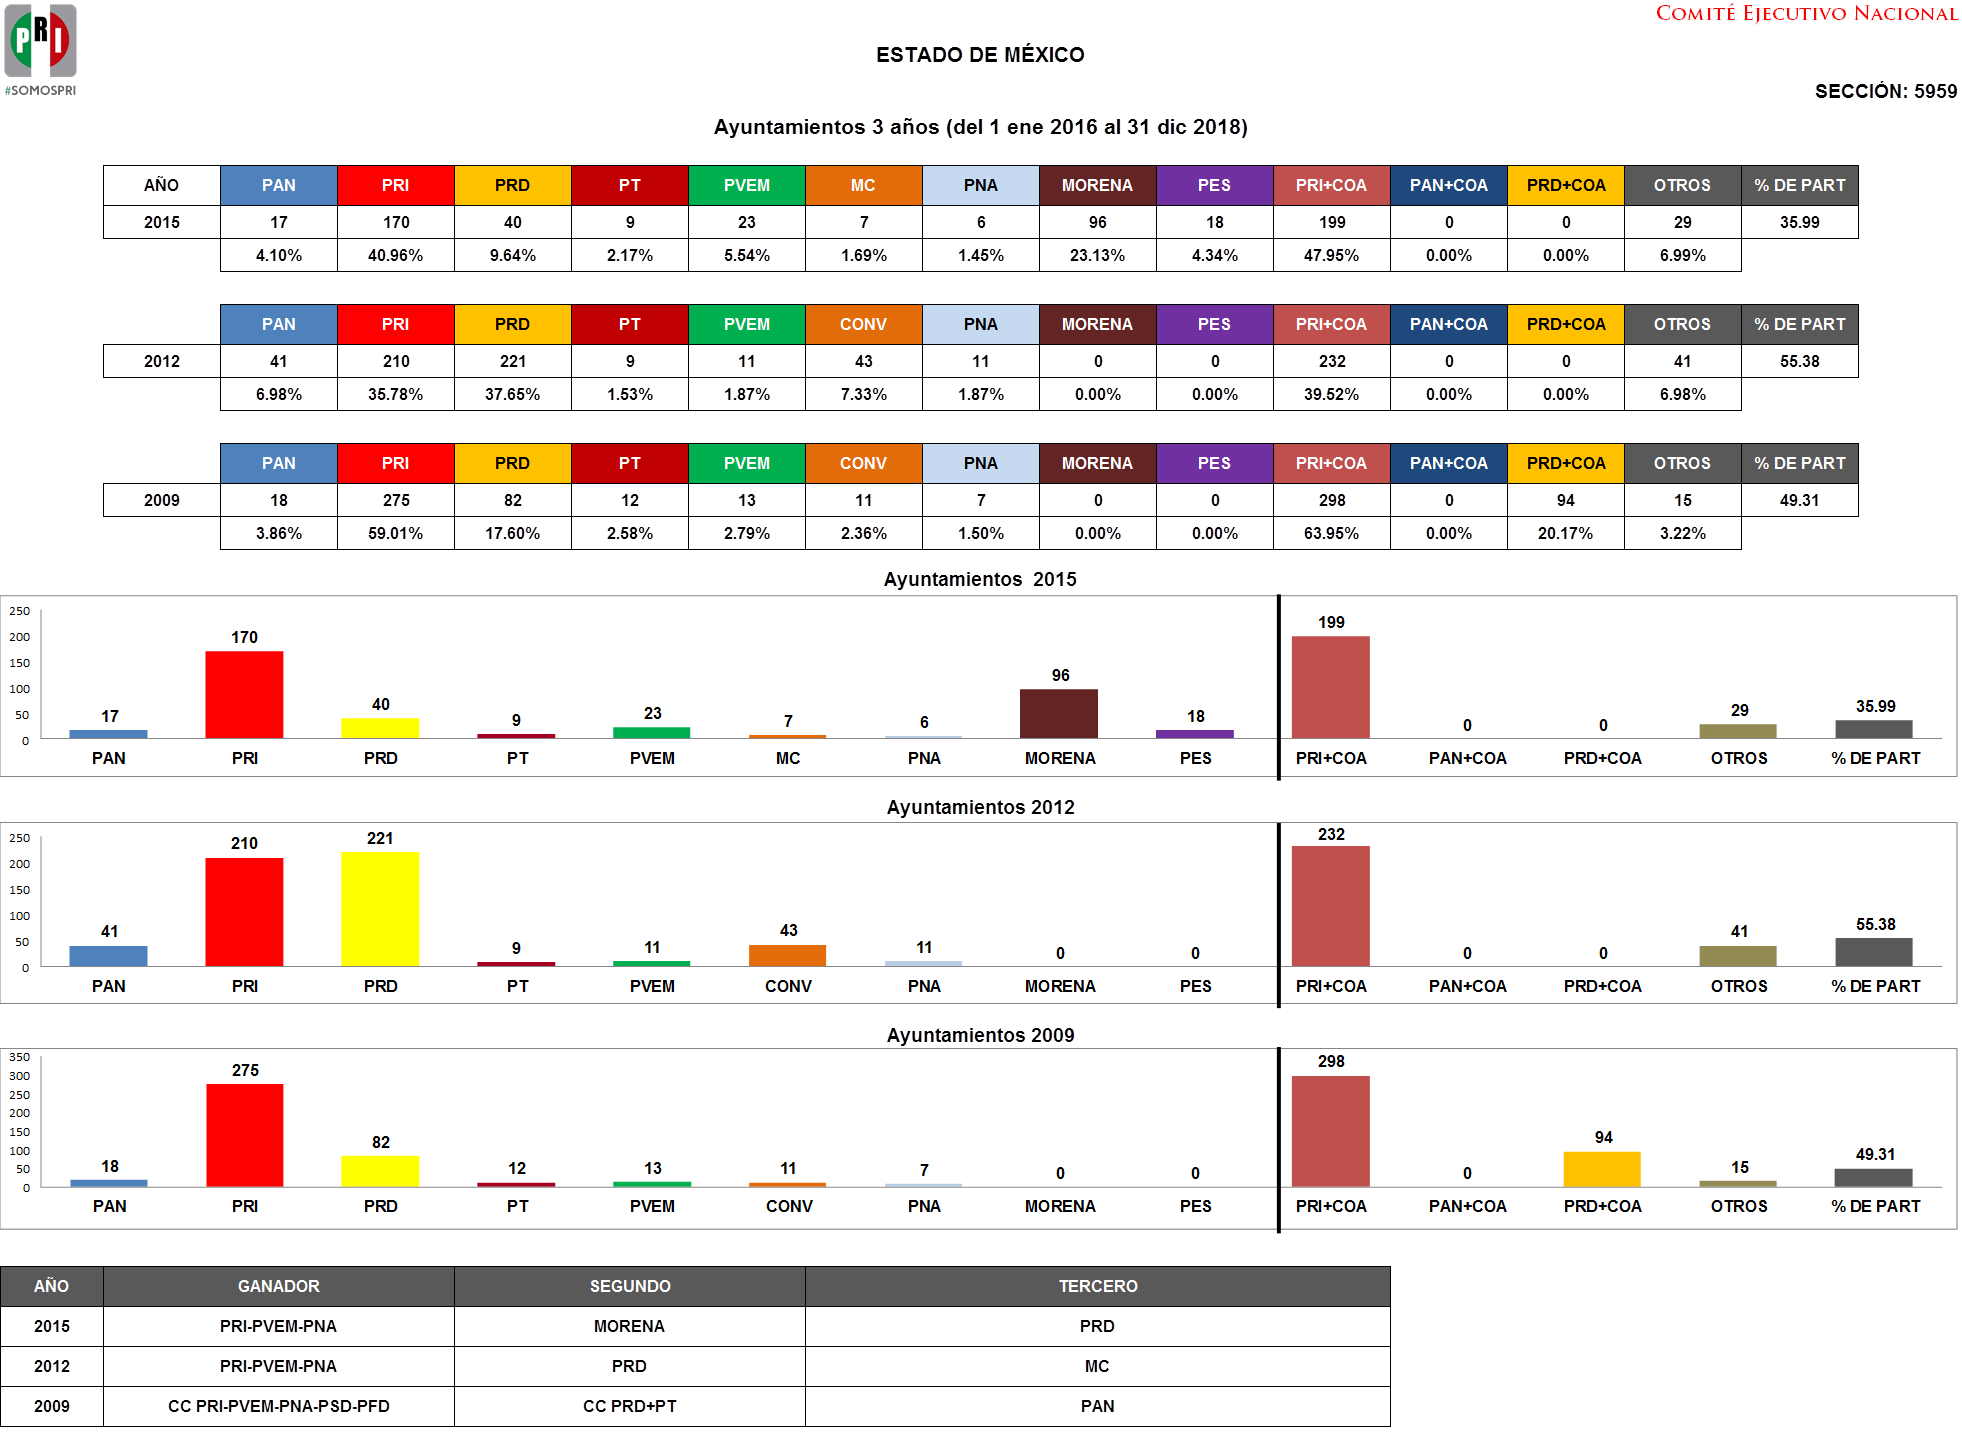 PRI
#SOMOSPRI
COMITÉ EJECUTIVO NACIONAL
ESTADO DE MÉXICO
SECCIÓN: 5959
Ayuntamientos 3 años (del 1 ene 2016 al 31 dic 2018)
AÑO PAN PRI PRD PT PVEM MC PNA MORENA PES PRI+COA PAN+COA PRD+COA OTROS % DE PART
2015 17 170 40 9 23 7 6 96 18 199 0 0 29 35.99
4.10% 40.96% 9.64% 2.17% 5.54% 1.69% 1.45% 23.13% 4.34% 47.95% 0.00% 0.00% 6.99%
PAN PRI PRD PT PVEM CONV PNA MORENA PES PRI+COA PAN+COA PRD+COA OTROS % DE PART
2012 41 210 221 9 11 43 11 0 0 232 0 0 41 55.38
6.98% 35.78% 37.65% 1.53% 1.87% 7.33% 1.87% 0.00% 0.00% 39.52% 0.00% 0.00% 6.98%
PAN PRI PRD PT PVEM CONV PNA MORENA PES PRI+COA PAN+COA PRD+COA OTROS % DE PART
2009 18 275 82 12 13 11 7 0 0 298 0 94 15 49.31
3.86% 59.01% 17.60% 2.58% 2.79% 2.36% 1.50% 0.00% 0.00% 63.95% 0.00% 20.17% 3.22%
Ayuntamientos 2015
250
200
150
100
50
0
17 170 40 9 23 7 6 96 18 199 0 0 29 35.99
PAN PRI PRD PT PVEM MC PNA MORENA PES PRI+COA PAN+COA PRD+COA OTROS % DE PART
Ayuntamientos 2012
250
200
150
100
50
0
41 210 221 9 11 43 11 0 0 232 0 0 41 55.38
PAN PRI PRD PT PVEM CONV PNA MORENA PES PRI+COA PAN+COA PRD+COA OTROS % DE PART
Ayuntamientos 2009
350
300
250
200
150
100
50
0
18 275 82 12 13 11 7 0 0 298 0 94 15 49.31
PAN PRI PRD PT PVEM CONV PNA MORENA PES PRI+COA PAN+COA PRD+COA OTROS % DE PART
AÑO GANADOR SEGUNDO TERCERO
2015 PRI-PVEM-PNA MORENA PRD
2012 PRI-PVEM-PNA PRD MC
2009 CC PRI-PVEM-PNA-PSD-PFD CC PRD+PT PAN